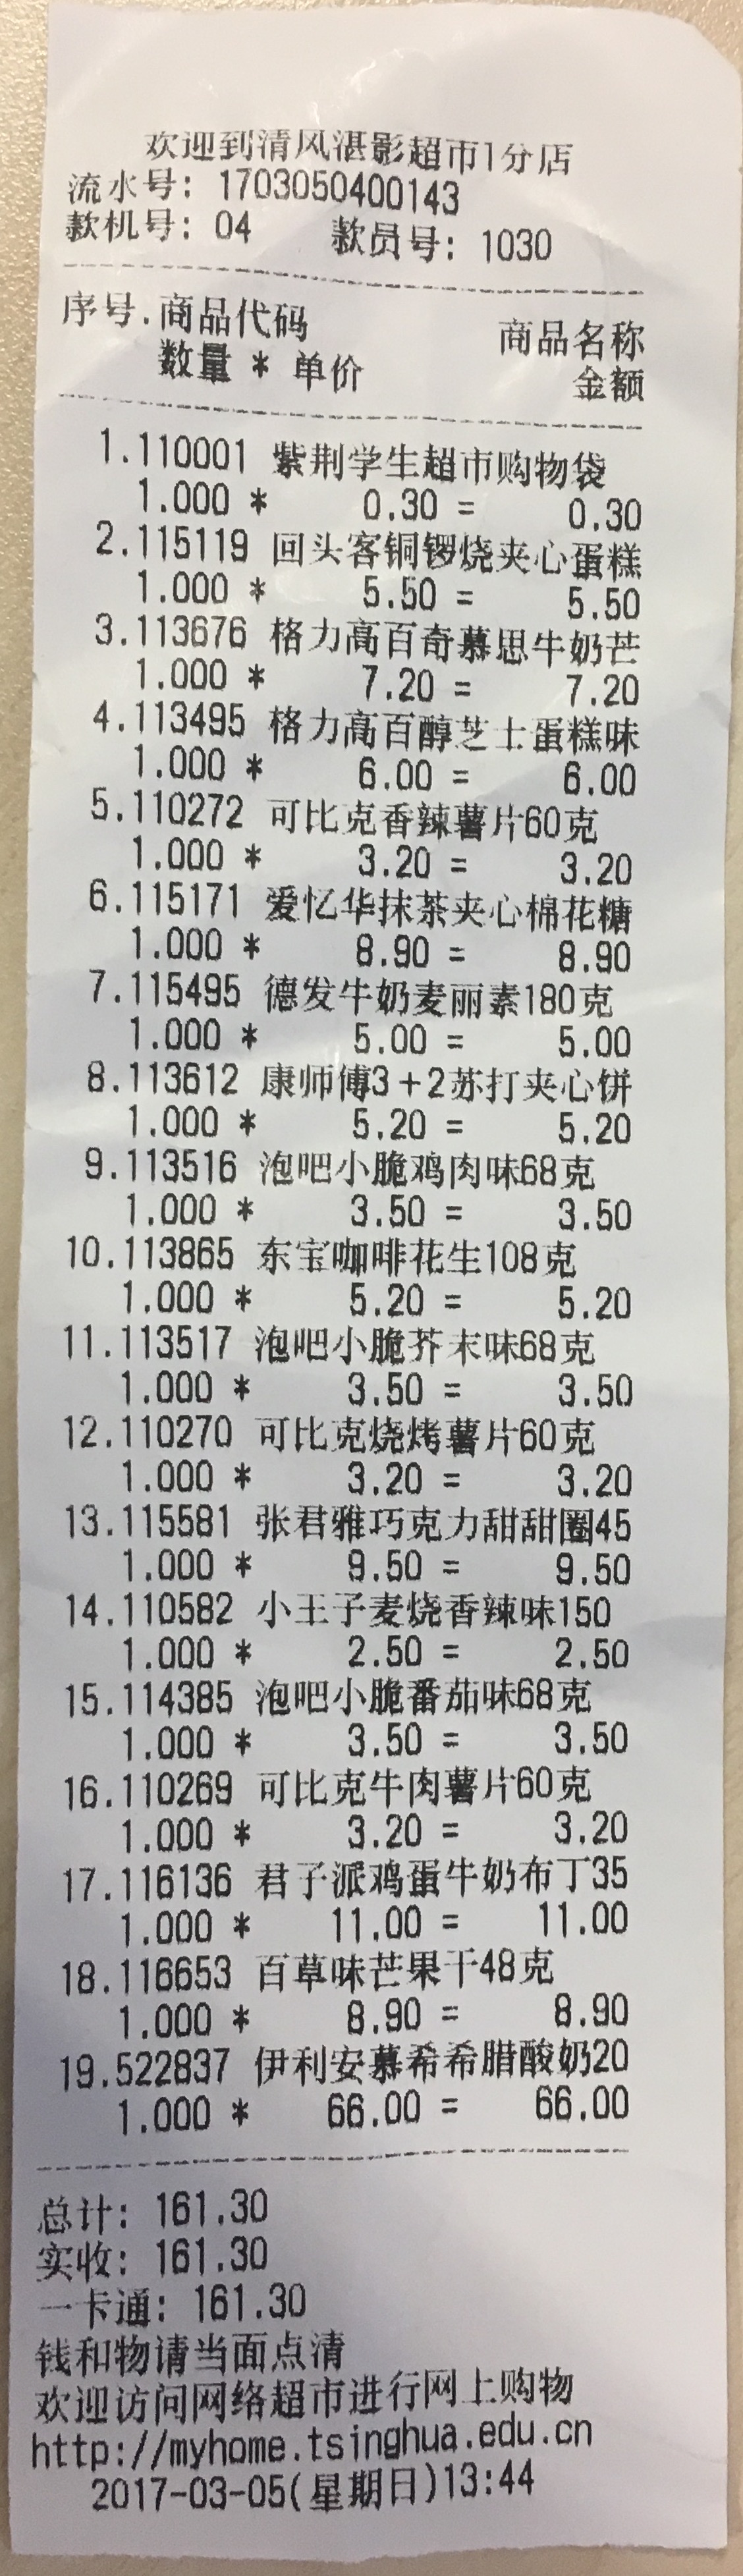 欢迎到清风湛影超市1分店
流水号: 1703050400143
款机号: 04 款员号: 1030
序号.商品代码 商品名称
数量 * 单价 金额
1.110001 紫荆学生超市购物袋
1.000 * 0.30 = 0.30
2.115119 回头客铜锣烧夹心蛋糕
1.000 * 5.50 = 5.50
3.113676 格力高百奇慕思牛奶芒
1.000 * 7.20 = 7.20
4.113495 格力高百醇芝士蛋糕味
1.000 * 6.00 = 6.00
5.110272 可比克香辣薯片60克
1.000 * 3.20 = 3.20
6.115171 爱忆华抹茶夹心棉花糖
1.000 * 8.90 = 8.90
7.115495 德发牛奶麦丽素180克
1.000 * 5.00 = 5.00
8.113612 康师傅3+2苏打夹心饼
1.000 * 5.20 = 5.20
9.113516 泡吧小脆鸡肉味68克
1.000 * 3.50 = 3.50
10.113865 东宝咖啡花生108克
1.000 * 5.20 = 5.20
11.113517 泡吧小脆芥末味68克
1.000 * 3.50 = 3.50
12.110270 可比克烧烤薯片60克
1.000 * 3.20 = 3.20
13.115581 张君雅巧克力甜甜圈45
1.000 * 9.50 = 9.50
14.110582 小王子麦烧香辣味150
1.000 * 2.50 = 2.50
15.114385 泡吧小脆番茄味68克
1.000 * 3.50 = 3.50
16.110269 可比克牛肉薯片60克
1.000 * 3.20 = 3.20
17.116136 君子派鸡蛋牛奶布丁35
1.000 * 11.00 = 11.00
18.116653 百草味芒果干48克
1.000 * 8.90 = 8.90
19.522837 伊利安慕希希腊酸奶20
1.000 * 66.00 = 66.00
总计: 161.30
实收: 161.30
一卡通: 161.30
钱和物请当面点清
欢迎访问网络超市进行网上购物
http://myhome.tsinghua.edu.cn
2017-03-05(星期日)13:44